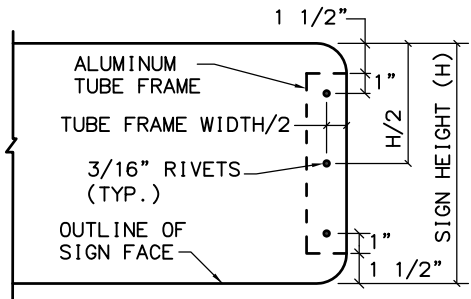 1 1/2"
ALUMINUM
TUBE FRAME
1"
TUBE FRAME WIDTH/2
H/2
SIGN HEIGHT (H)
3/16" RIVETS
(TYP.)
OUTLINE OF
SIGN FACE
1"
1 1/2"